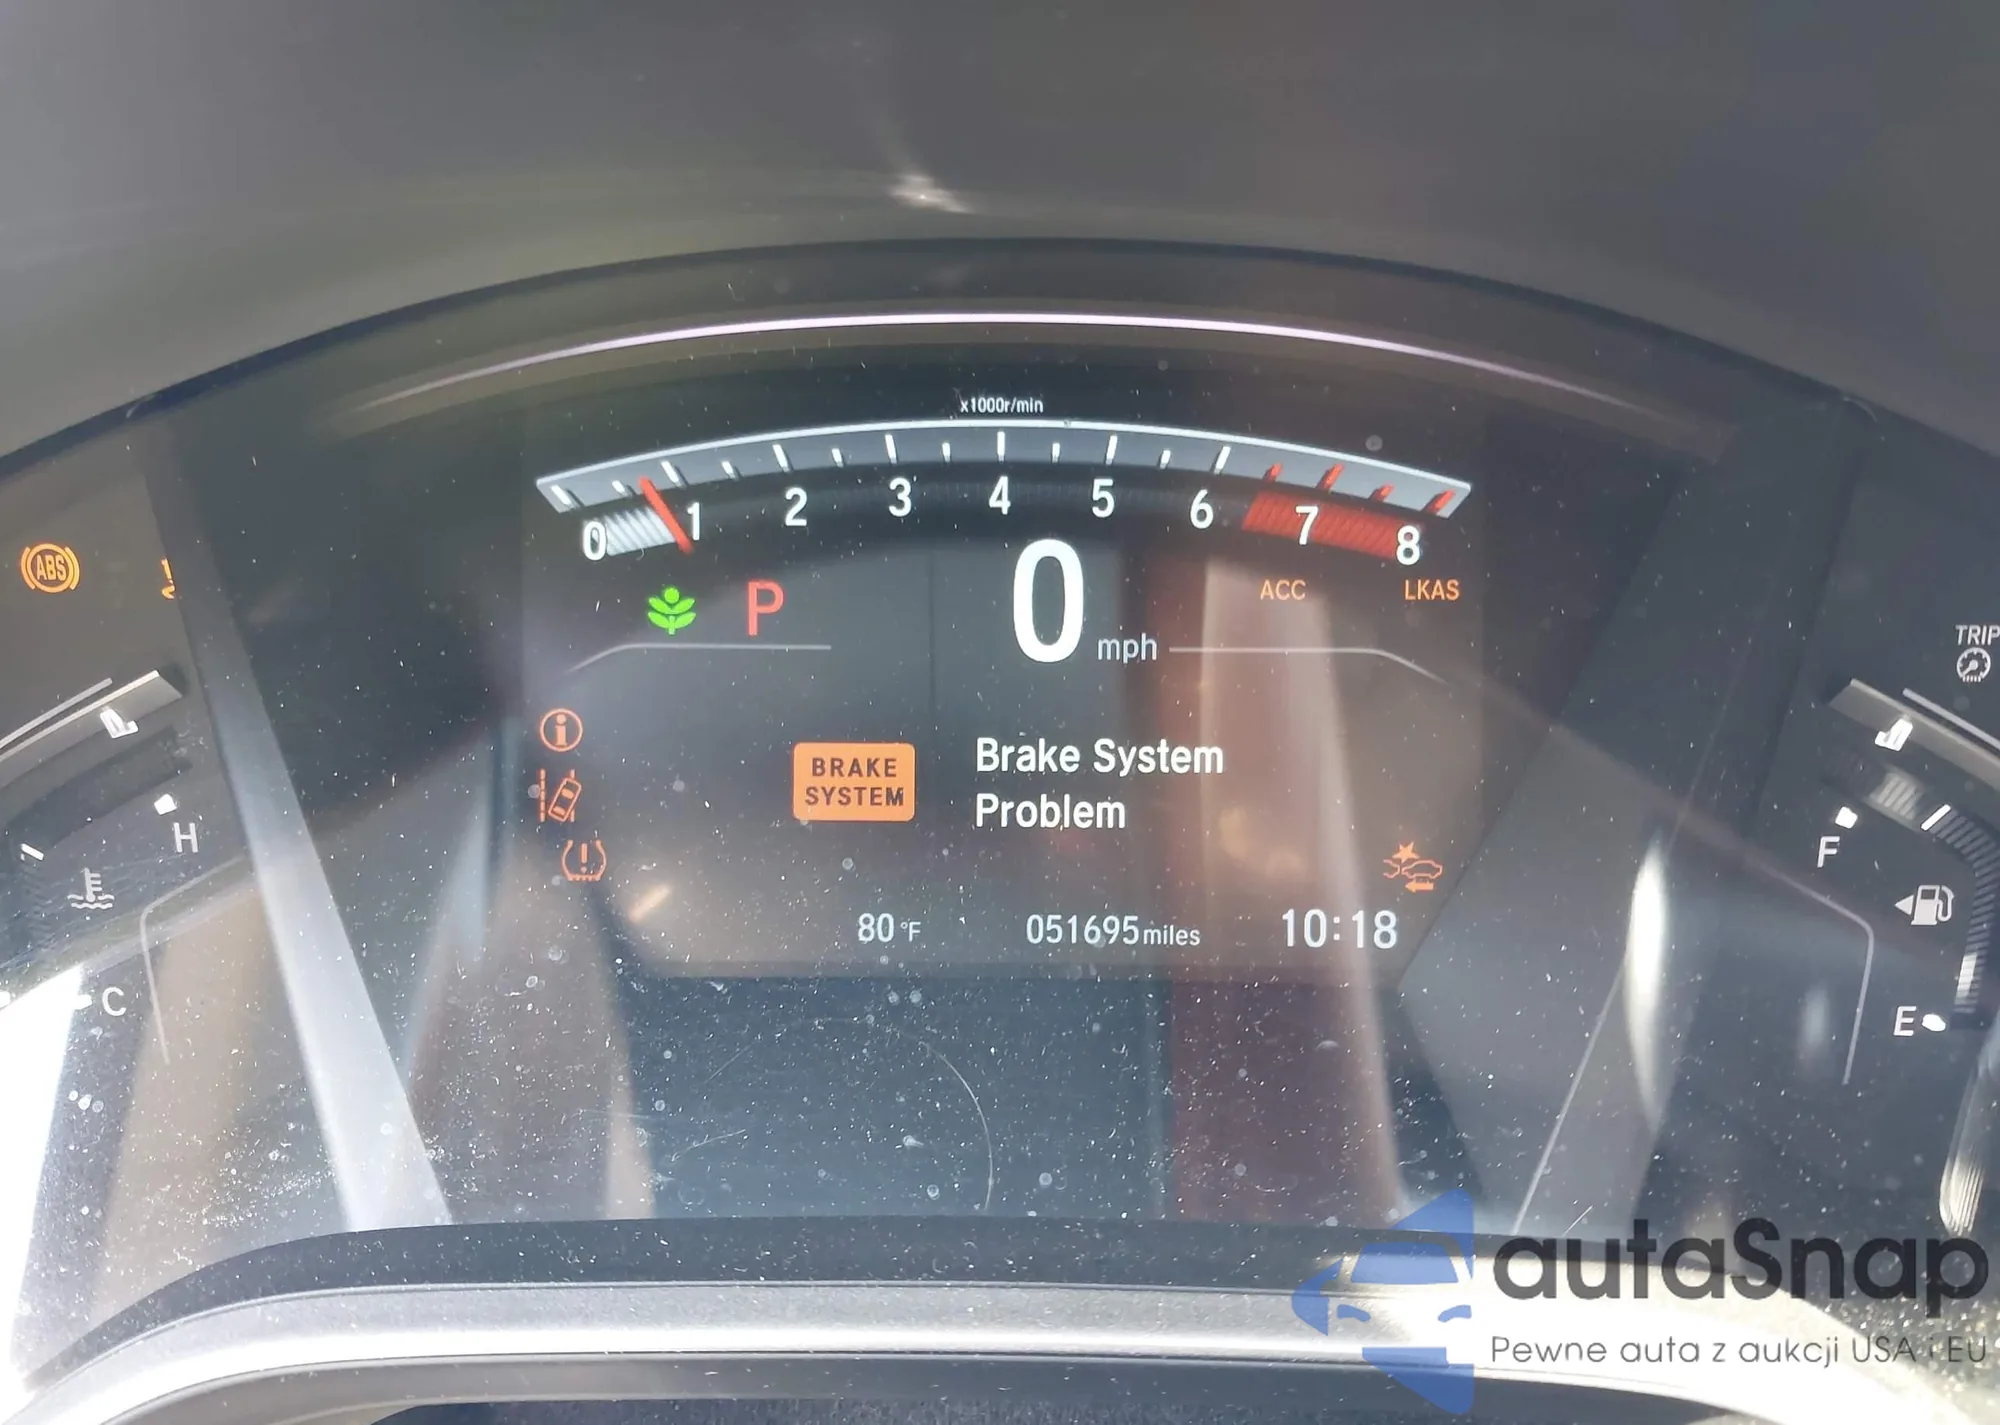 x1000r/min
0 1 2 3 4 5 6 7 8
ABS
P
0 mph
ACC
LKAS
TRIP
BRAKE
SYSTEM
Brake System
Problem
H
F
80 °F
051695 miles
10:18
C
E
autaSnap
Pewne auta z aukcji USA i EU